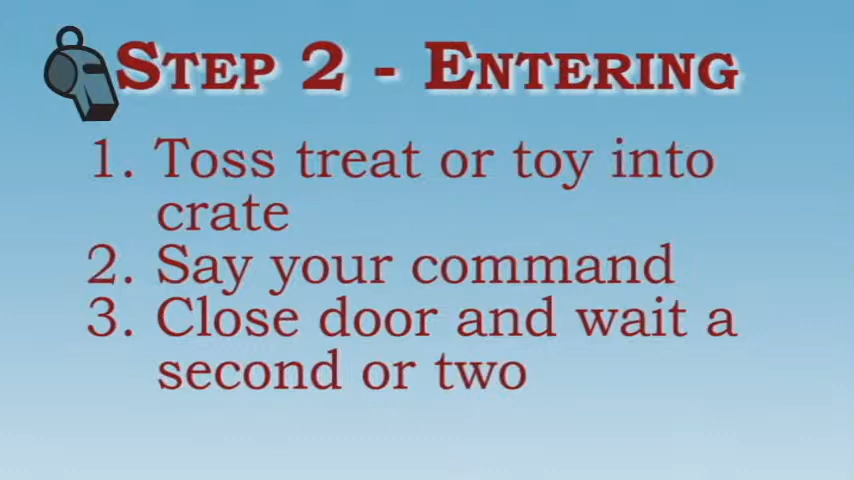 STEP 2 - ENTERING
1. Toss treat or toy into
crate
2. Say your command
3. Close door and wait a
second or two